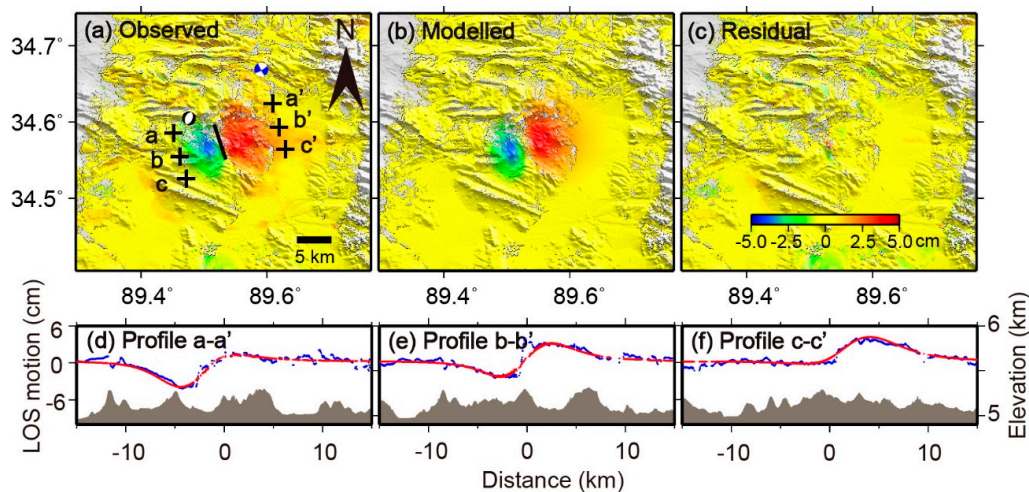 (a) Observed
(b) Modelled
(c) Residual
N
34.7°
34.6°
34.5°
a
b
c
a'
b'
c'
5 km
-5.0 -2.5 0 2.5 5.0 cm
89.4° 89.6° 89.4° 89.6° 89.4° 89.6°
LOS motion (cm)
6
0
-6
(d) Profile a-a'
(e) Profile b-b'
(f) Profile c-c'
6
5
Elevation (km)
-10 0 10 -10 0 10 -10 0 10
Distance (km)